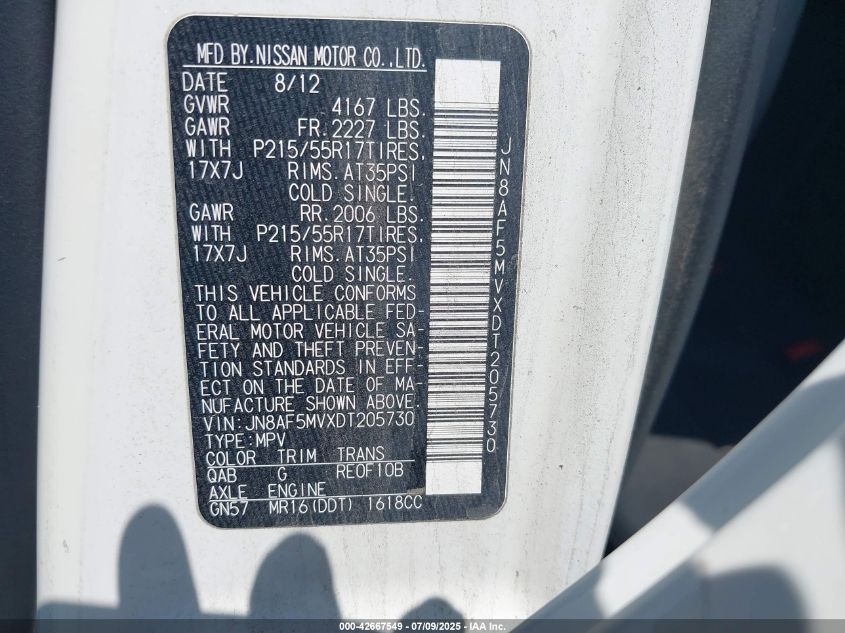 MFD BY.NISSAN MOTOR CO.,LTD.
DATE 8/12
GVWR 4167 LBS.
GAWR FR.2227 LBS.
WITH P215/55R17TIRES,
17X7J RIMS.AT35PSI
COLD SINGLE.
GAWR RR.2006 LBS.
WITH P215/55R17TIRES,
17X7J RIMS.AT35PSI
COLD SINGLE.
THIS VEHICLE CONFORMS
TO ALL APPLICABLE FED-
ERAL MOTOR VEHICLE SA-
FETY AND THEFT PREVEN-
TION STANDARDS IN EFF-
ECT ON THE DATE OF MA-
NUFACTURE SHOWN ABOVE.
VIN:JN8AF5MVXDT205730
TYPE:MPV
COLOR TRIM TRANS
QAB G RE0F10B
AXLE ENGINE
GN57 MR16(DDT) 1618CC
JN8AF5MVXDT205730
000-42667549 - 07/09/2025 - IAA Inc.